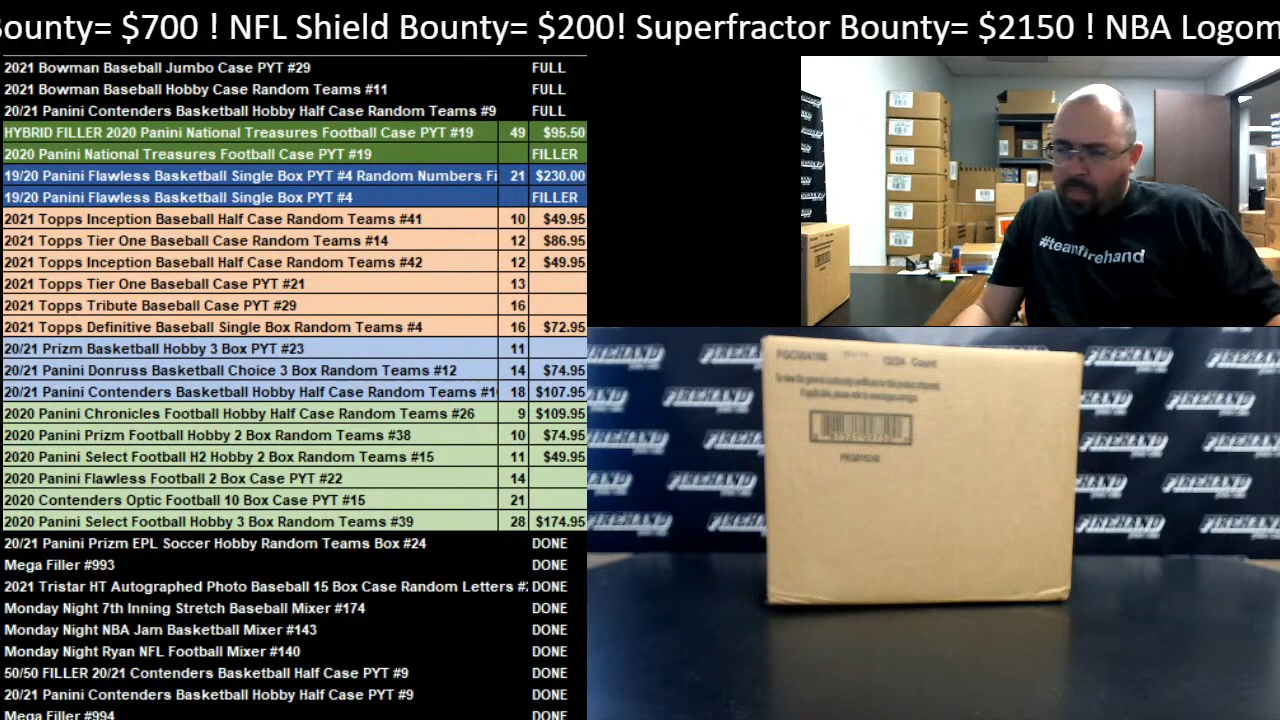 Bounty= $700 ! NFL Shield Bounty= $200! Superfractor Bounty= $2150 ! NBA Logom
2021 Bowman Baseball Jumbo Case PYT #29 FULL
2021 Bowman Baseball Hobby Case Random Teams #11 FULL
20/21 Panini Contenders Basketball Hobby Half Case Random Teams #9 FULL
HYBRID FILLER 2020 Panini National Treasures Football Case PYT #19 49 $95.50
2020 Panini National Treasures Football Case PYT #19 FILLER
19/20 Panini Flawless Basketball Single Box PYT #4 Random Numbers Fi 21 $230.00
19/20 Panini Flawless Basketball Single Box PYT #4 FILLER
2021 Topps Inception Baseball Half Case Random Teams #41 10 $49.95
2021 Topps Tier One Baseball Case Random Teams #14 12 $86.95
2021 Topps Inception Baseball Half Case Random Teams #42 12 $49.95
2021 Topps Tier One Baseball Case PYT #21 13
2021 Topps Tribute Baseball Case PYT #29 16
2021 Topps Definitive Baseball Single Box Random Teams #4 16 $72.95
20/21 Prizm Basketball Hobby 3 Box PYT #23 11
20/21 Panini Donruss Basketball Choice 3 Box Random Teams #12 14 $74.95
20/21 Panini Contenders Basketball Hobby Half Case Random Teams #1 18 $107.95
2020 Panini Chronicles Football Hobby Half Case Random Teams #26 9 $109.95
2020 Panini Prizm Football Hobby 2 Box Random Teams #38 10 $74.95
2020 Panini Select Football H2 Hobby 2 Box Random Teams #15 11 $49.95
2020 Panini Flawless Football 2 Box Case PYT #22 14
2020 Contenders Optic Football 10 Box Case PYT #15 21
2020 Panini Select Football Hobby 3 Box Random Teams #39 28 $174.95
20/21 Panini Prizm EPL Soccer Hobby Random Teams Box #24 DONE
Mega Filler #993 DONE
2021 Tristar HT Autographed Photo Baseball 15 Box Case Random Letters #2 DONE
Monday Night 7th Inning Stretch Baseball Mixer #174 DONE
Monday Night NBA Jam Basketball Mixer #143 DONE
Monday Night Ryan NFL Football Mixer #140 DONE
50/50 FILLER 20/21 Contenders Basketball Half Case PYT #9 DONE
20/21 Panini Contenders Basketball Hobby Half Case PYT #9 DONE
Mega Filler #994 DONE
#teamfirehand
12/24 Count
FIREHAND